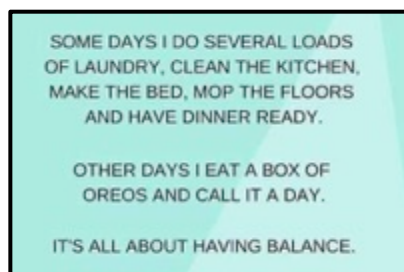 SOME DAYS I DO SEVERAL LOADS
OF LAUNDRY, CLEAN THE KITCHEN,
MAKE THE BED, MOP THE FLOORS
AND HAVE DINNER READY.
OTHER DAYS I EAT A BOX OF
OREOS AND CALL IT A DAY.
IT'S ALL ABOUT HAVING BALANCE.